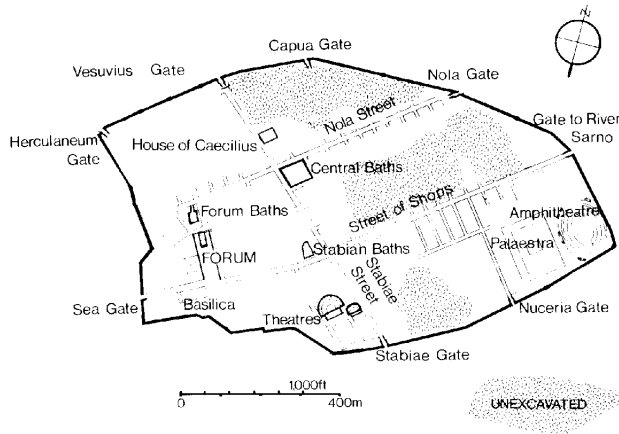 N
Capua Gate
Vesuvius Gate
Nola Gate
Gate to River
Sarno
Herculaneum
Gate
House of Caecilius
Nola Street
Central Baths
Street of Shops
Forum Baths
Amphitheatre
Palaestra
FORUM
Stabian Baths
Stabiae
Street
Sea Gate
Basilica
Theatres
Nuceria Gate
Stabiae Gate
1,000ft
0
400m
UNEXCAVATED